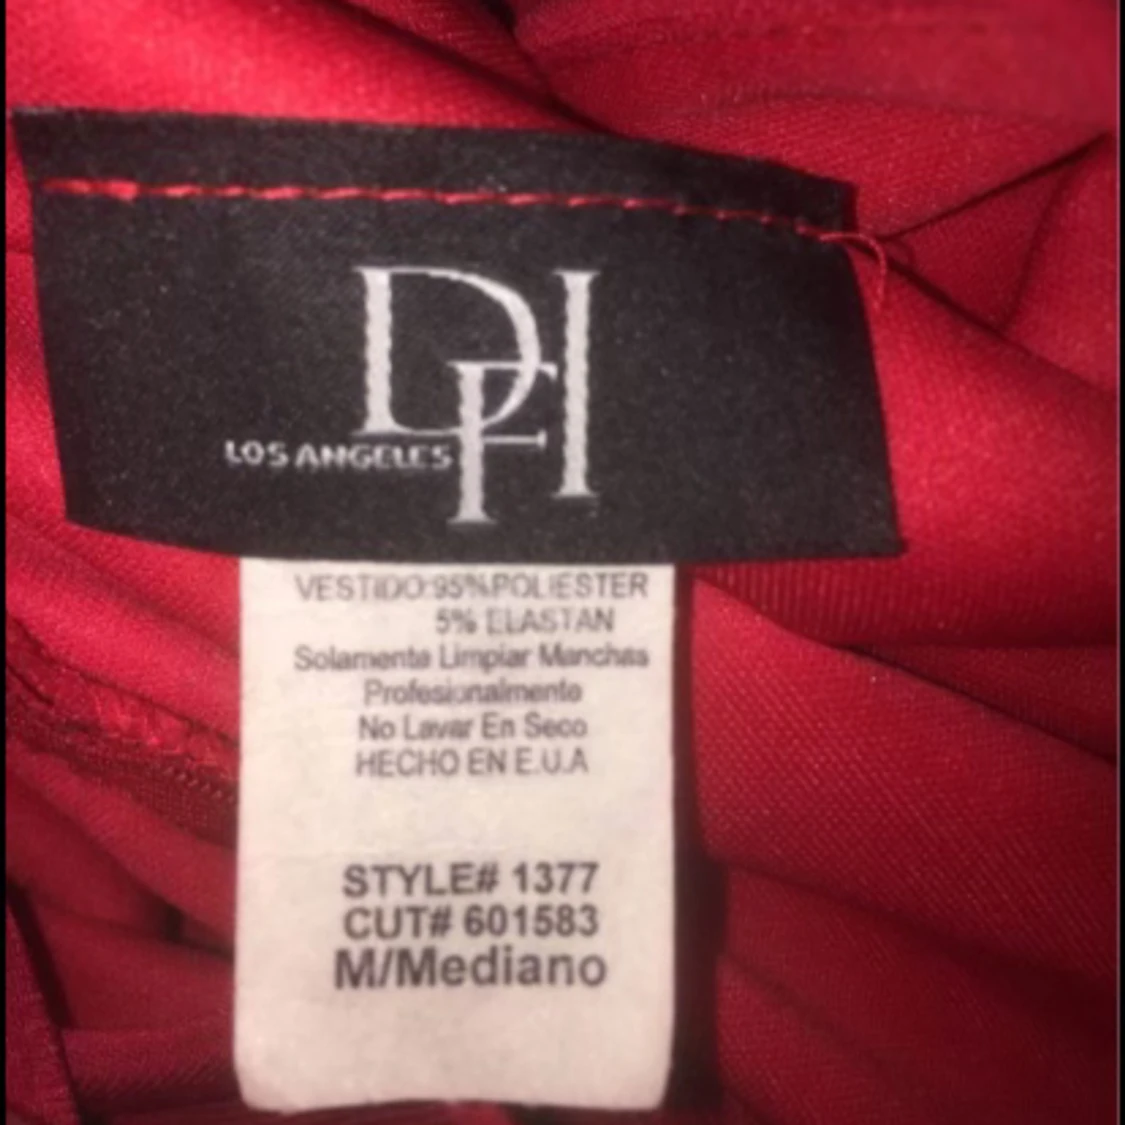 DFI
LOS ANGELES
VESTIDO:95%POLIESTER
5% ELASTAN
Solamente Limpiar Manchas
Profesionalmente
No Lavar En Seco
HECHO EN E.U.A
STYLE# 1377
CUT# 601583
M/Mediano